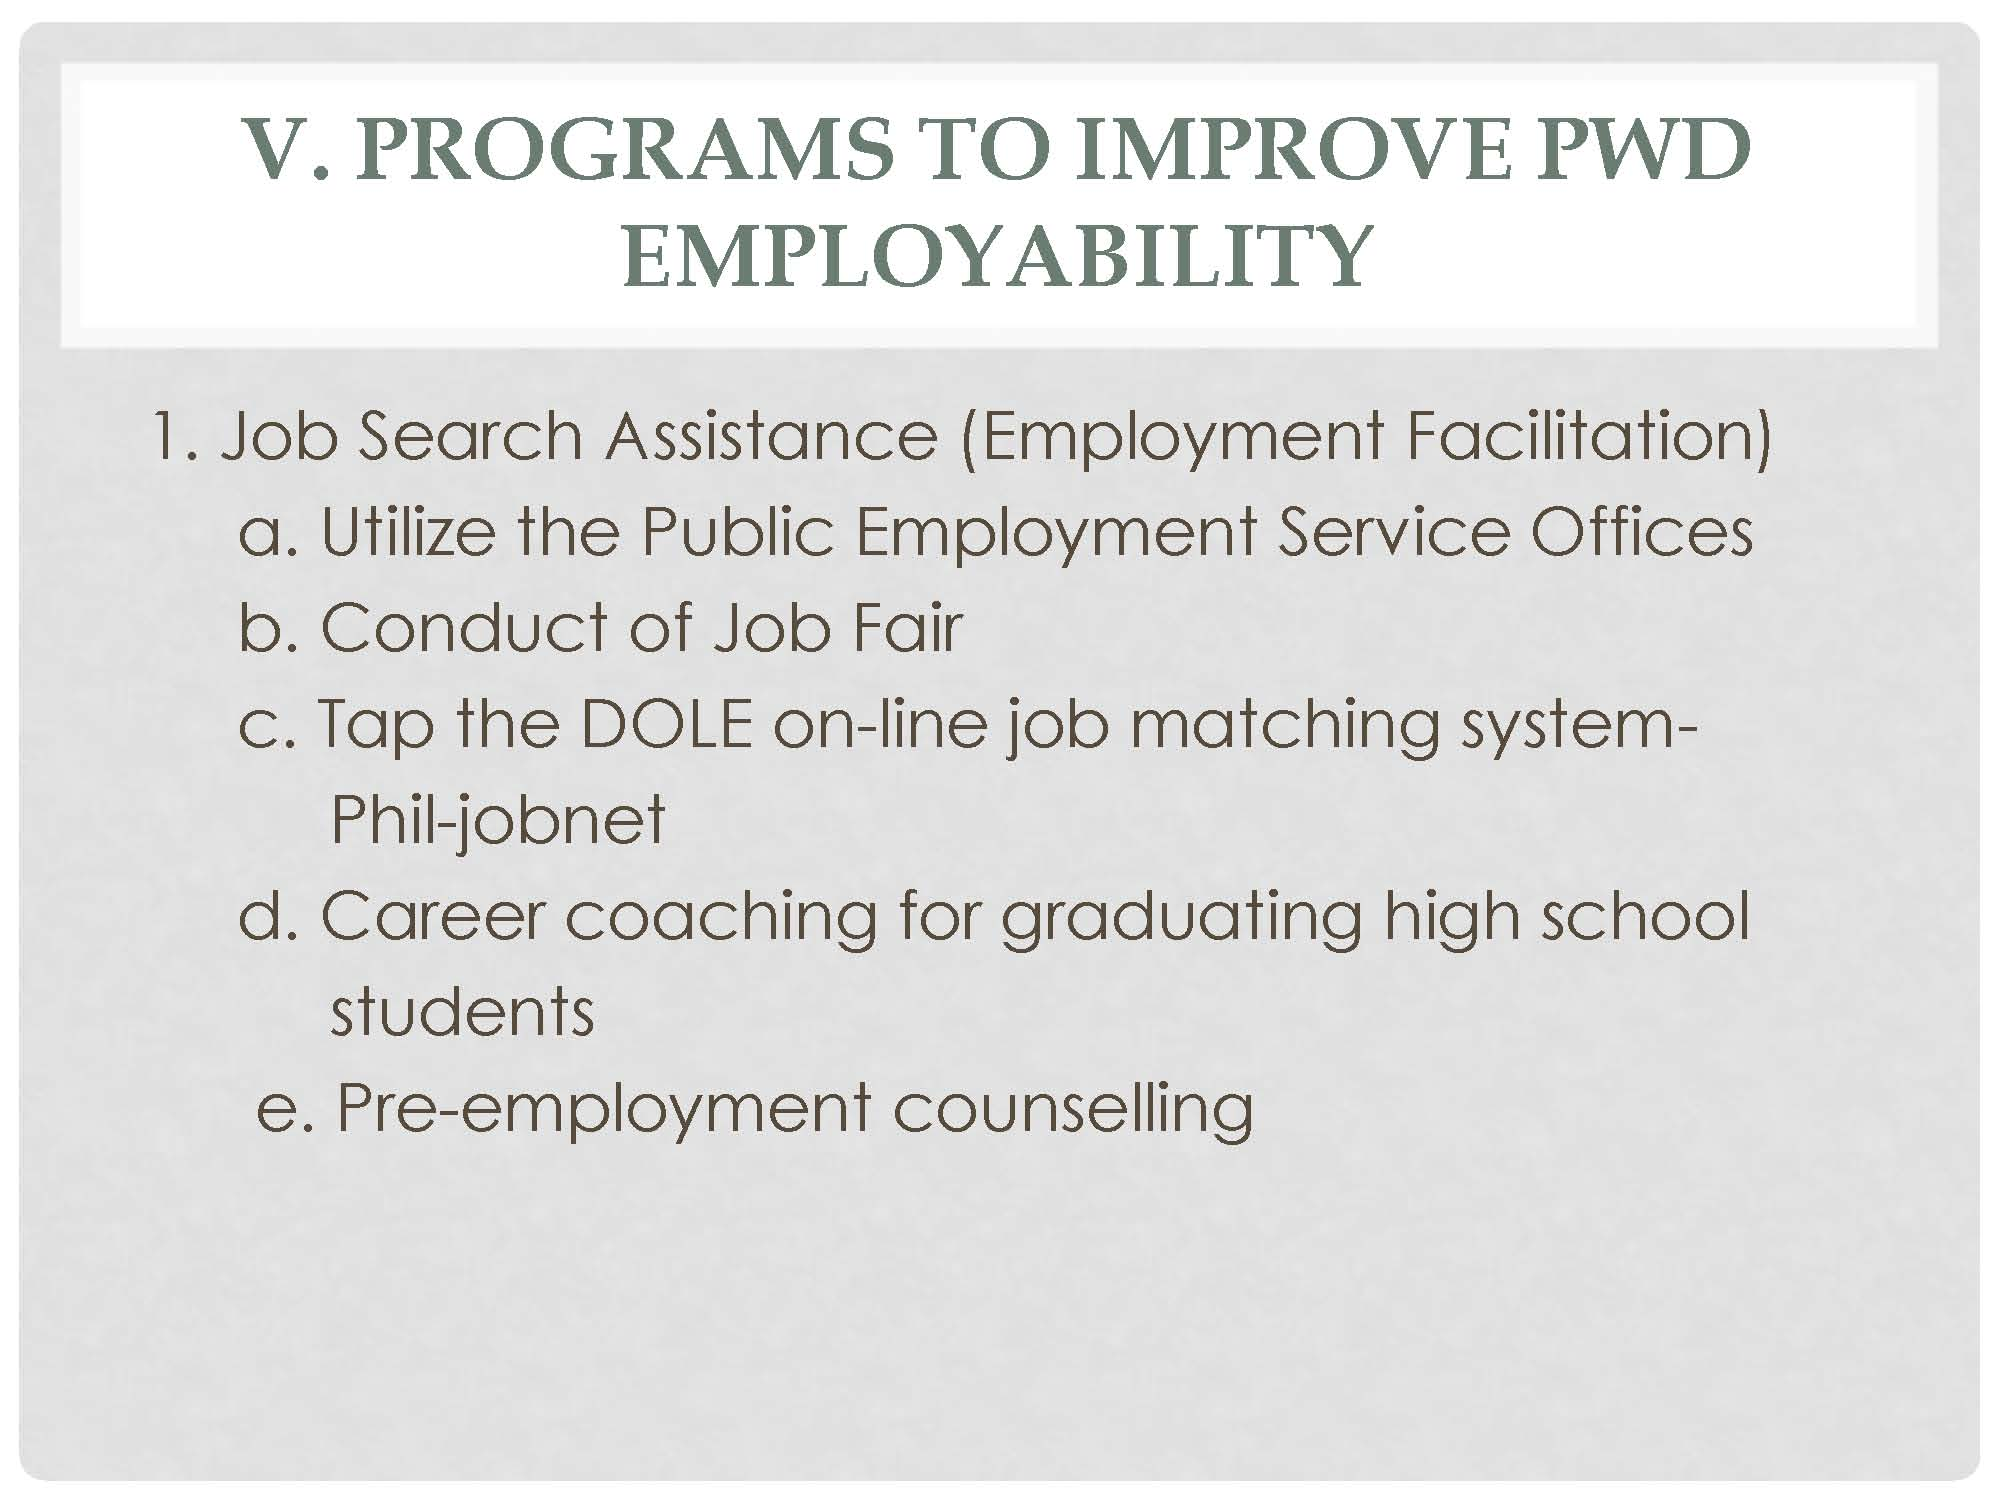 V. PROGRAMS TO IMPROVE PWD
EMPLOYABILITY
1. Job Search Assistance (Employment Facilitation)
a. Utilize the Public Employment Service Offices
b. Conduct of Job Fair
c. Tap the DOLE on-line job matching system-
Phil-jobnet
d. Career coaching for graduating high school
students
e. Pre-employment counselling